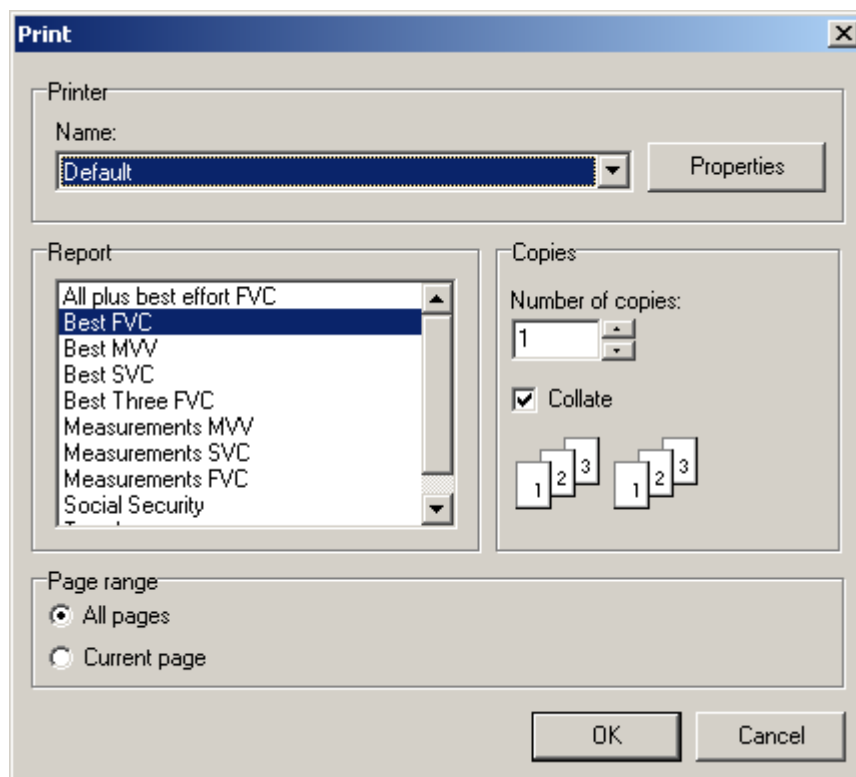 Print
Printer
Name:
Default
Properties
Report
All plus best effort FVC
Best FVC
Best MVV
Best SVC
Best Three FVC
Measurements MVV
Measurements SVC
Measurements FVC
Social Security
Copies
Number of copies:
1
Collate
1 2 3 1 2 3
Page range
All pages
Current page
OK
Cancel